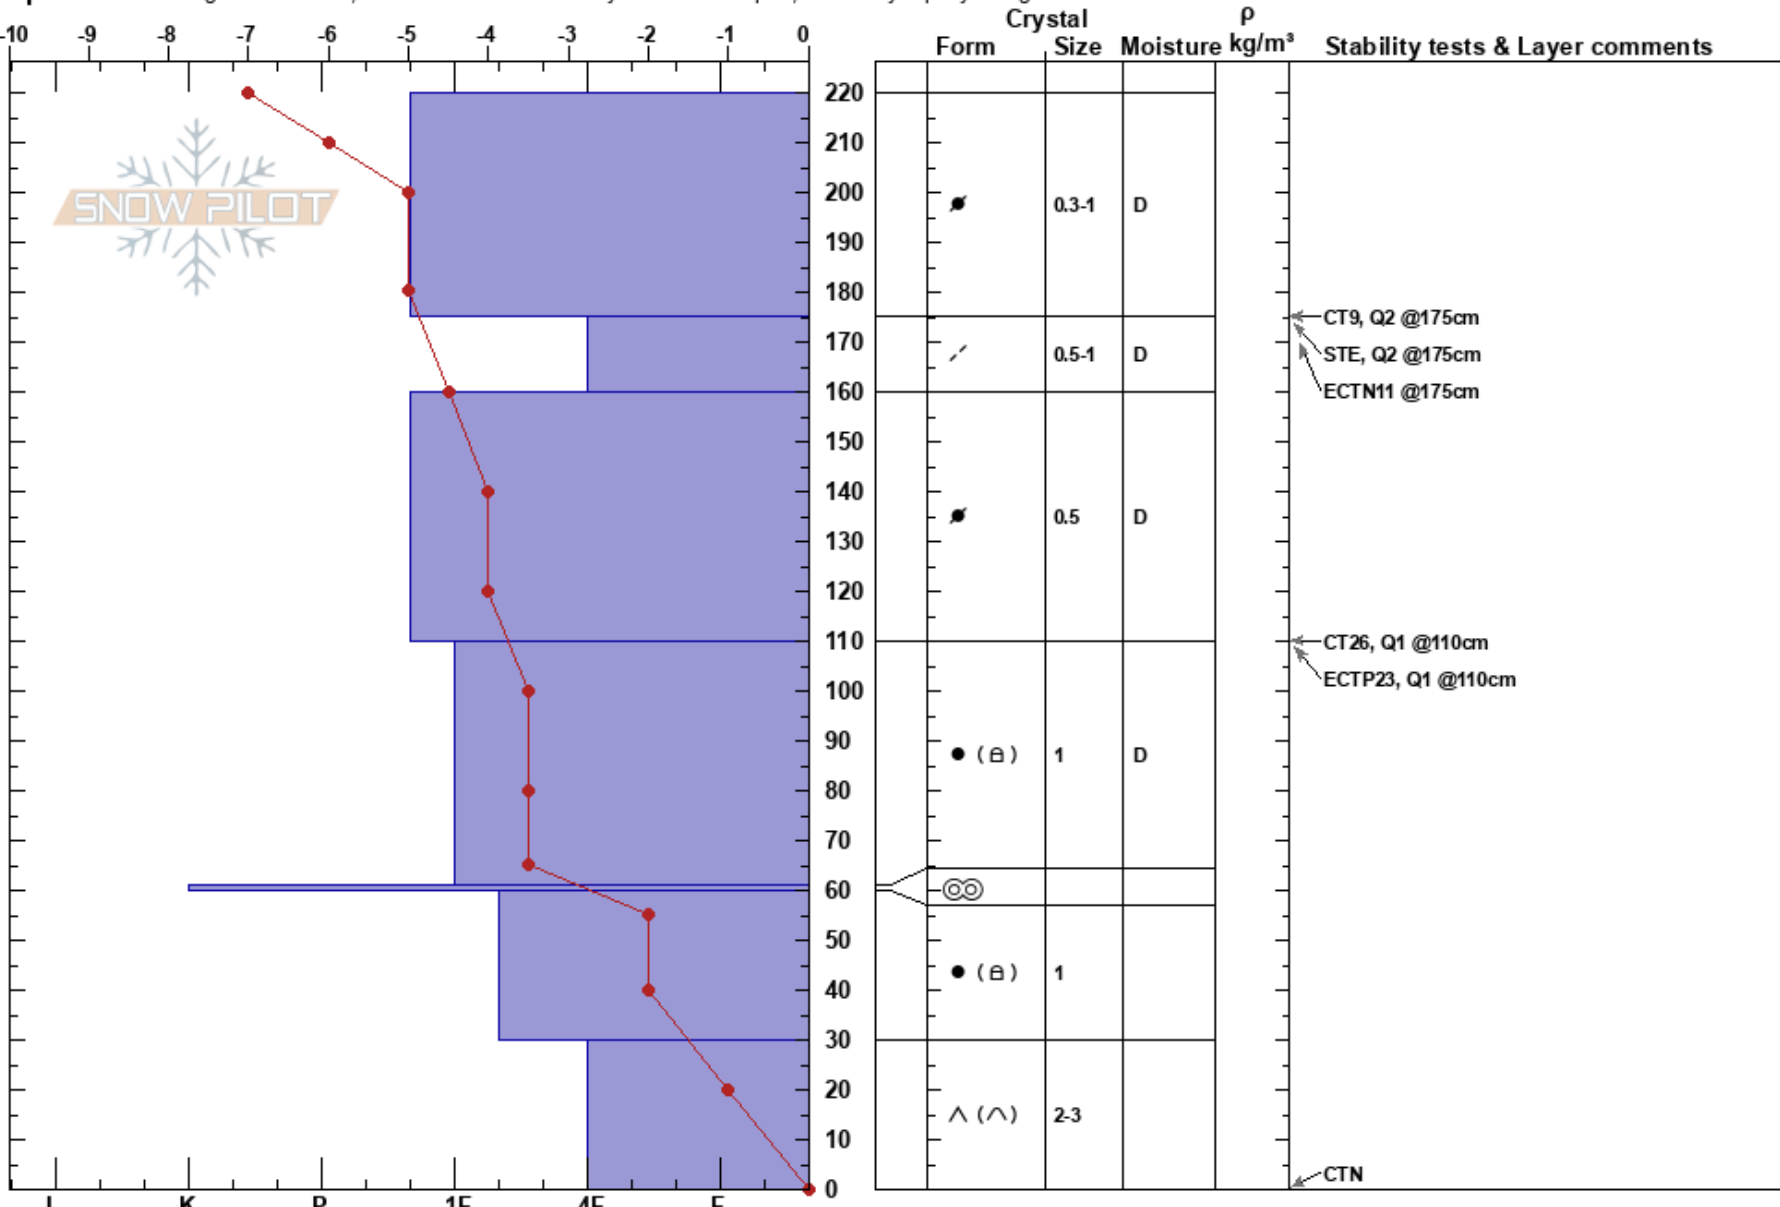 Crystal ρ
-10 -9 -8 -7 -6 -5 -4 -3 -2 -1 0 Form Size Moisture kg/m³ Stability tests & Layer comments
220
210
SNOW PILOT 200 0.3-1 D
190
180
CT9, Q2 @175cm
170 0.5-1 D STE, Q2 @175cm
160 ECTN11 @175cm
150
140
0.5 D
130
120
110 CT26, Q1 @110cm
ECTP23, Q1 @110cm
100
90
1 D
80
70
60
50
1
40
30
20
2-3
10
CTN
0
I K P 1F 4F F